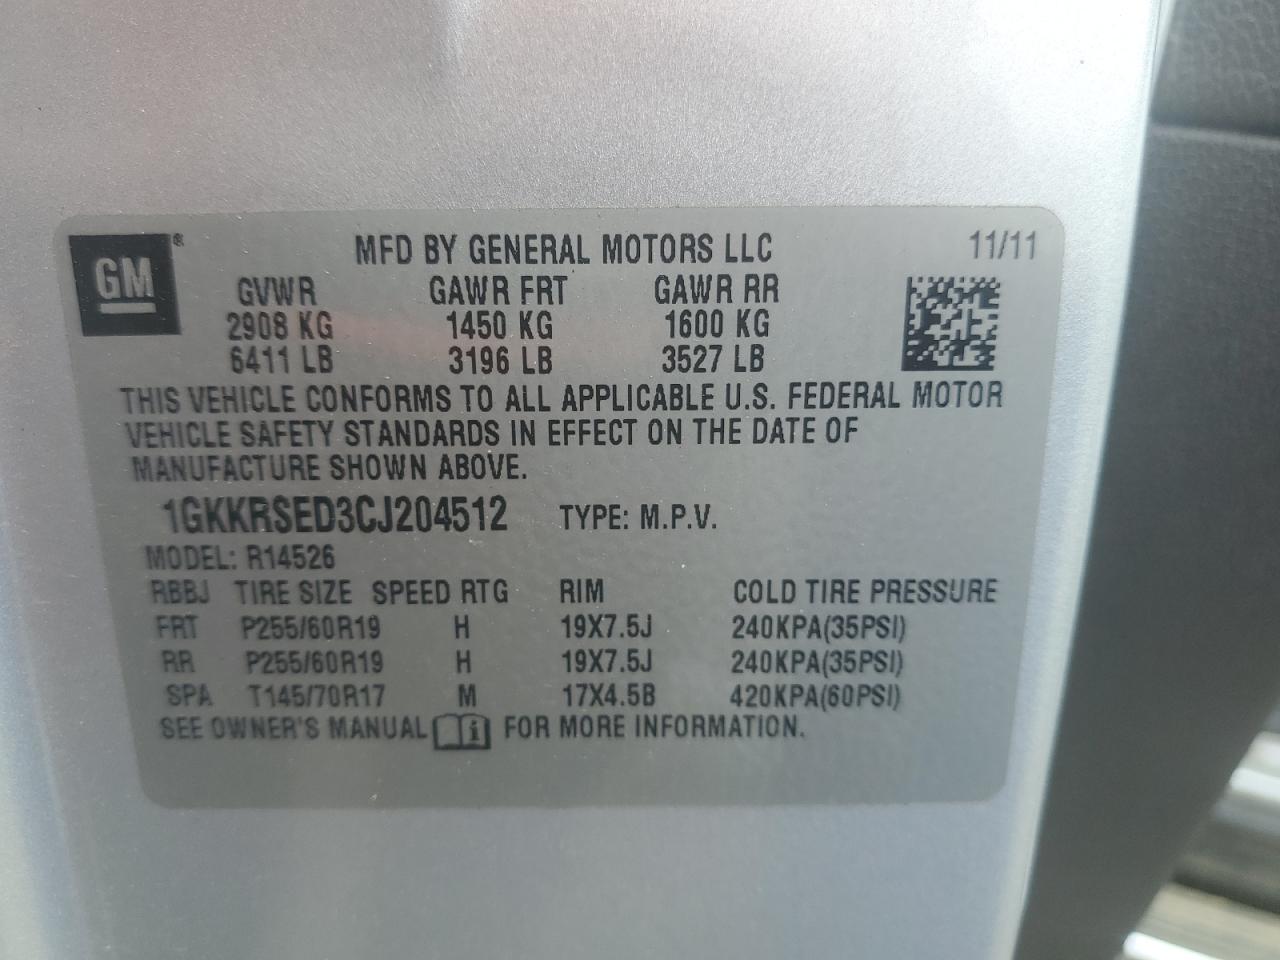 GM ® MFD BY GENERAL MOTORS LLC 11/11
GVWR GAWR FRT GAWR RR
2908 KG 1450 KG 1600 KG
6411 LB 3196 LB 3527 LB
THIS VEHICLE CONFORMS TO ALL APPLICABLE U.S. FEDERAL MOTOR
VEHICLE SAFETY STANDARDS IN EFFECT ON THE DATE OF
MANUFACTURE SHOWN ABOVE.
1GKKRSED3CJ204512 TYPE: M.P.V.
MODEL: R14526
RBBJ TIRE SIZE SPEED RTG RIM COLD TIRE PRESSURE
FRT P255/60R19 H 19X7.5J 240KPA(35PSI)
RR P255/60R19 H 19X7.5J 240KPA(35PSI)
SPA T145/70R17 M 17X4.5B 420KPA(60PSI)
SEE OWNER'S MANUAL i FOR MORE INFORMATION.